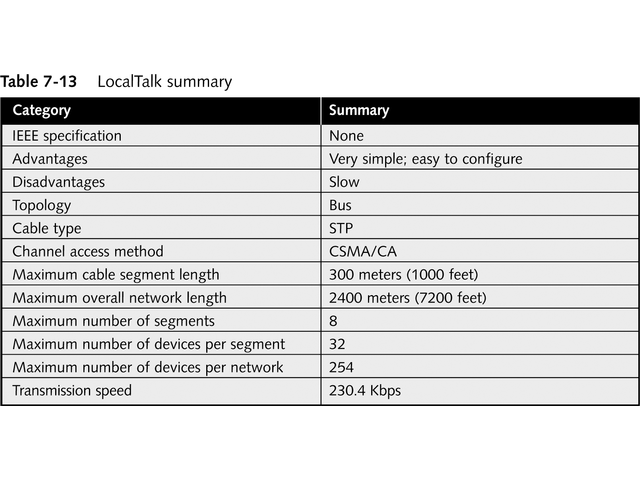 Table 7-13 LocalTalk summary
Category Summary
IEEE specification None
Advantages Very simple; easy to configure
Disadvantages Slow
Topology Bus
Cable type STP
Channel access method CSMA/CA
Maximum cable segment length 300 meters (1000 feet)
Maximum overall network length 2400 meters (7200 feet)
Maximum number of segments 8
Maximum number of devices per segment 32
Maximum number of devices per network 254
Transmission speed 230.4 Kbps